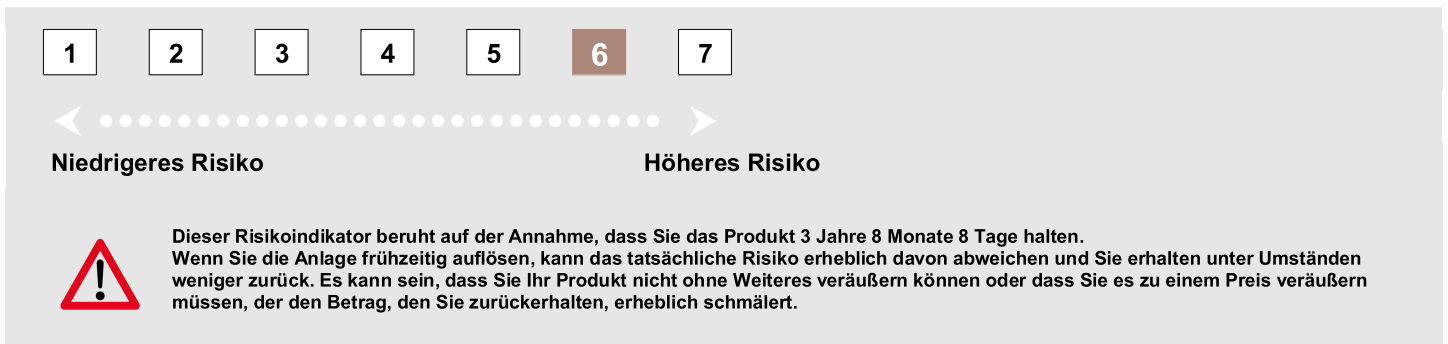 1 2 3 4 5 6 7
Niedrigeres Risiko Höheres Risiko
Dieser Risikoindikator beruht auf der Annahme, dass Sie das Produkt 3 Jahre 8 Monate 8 Tage halten.
Wenn Sie die Anlage frühzeitig auflösen, kann das tatsächliche Risiko erheblich davon abweichen und Sie erhalten unter Umständen
weniger zurück. Es kann sein, dass Sie Ihr Produkt nicht ohne Weiteres veräußern können oder dass Sie es zu einem Preis veräußern
müssen, der den Betrag, den Sie zurückerhalten, erheblich schmälert.